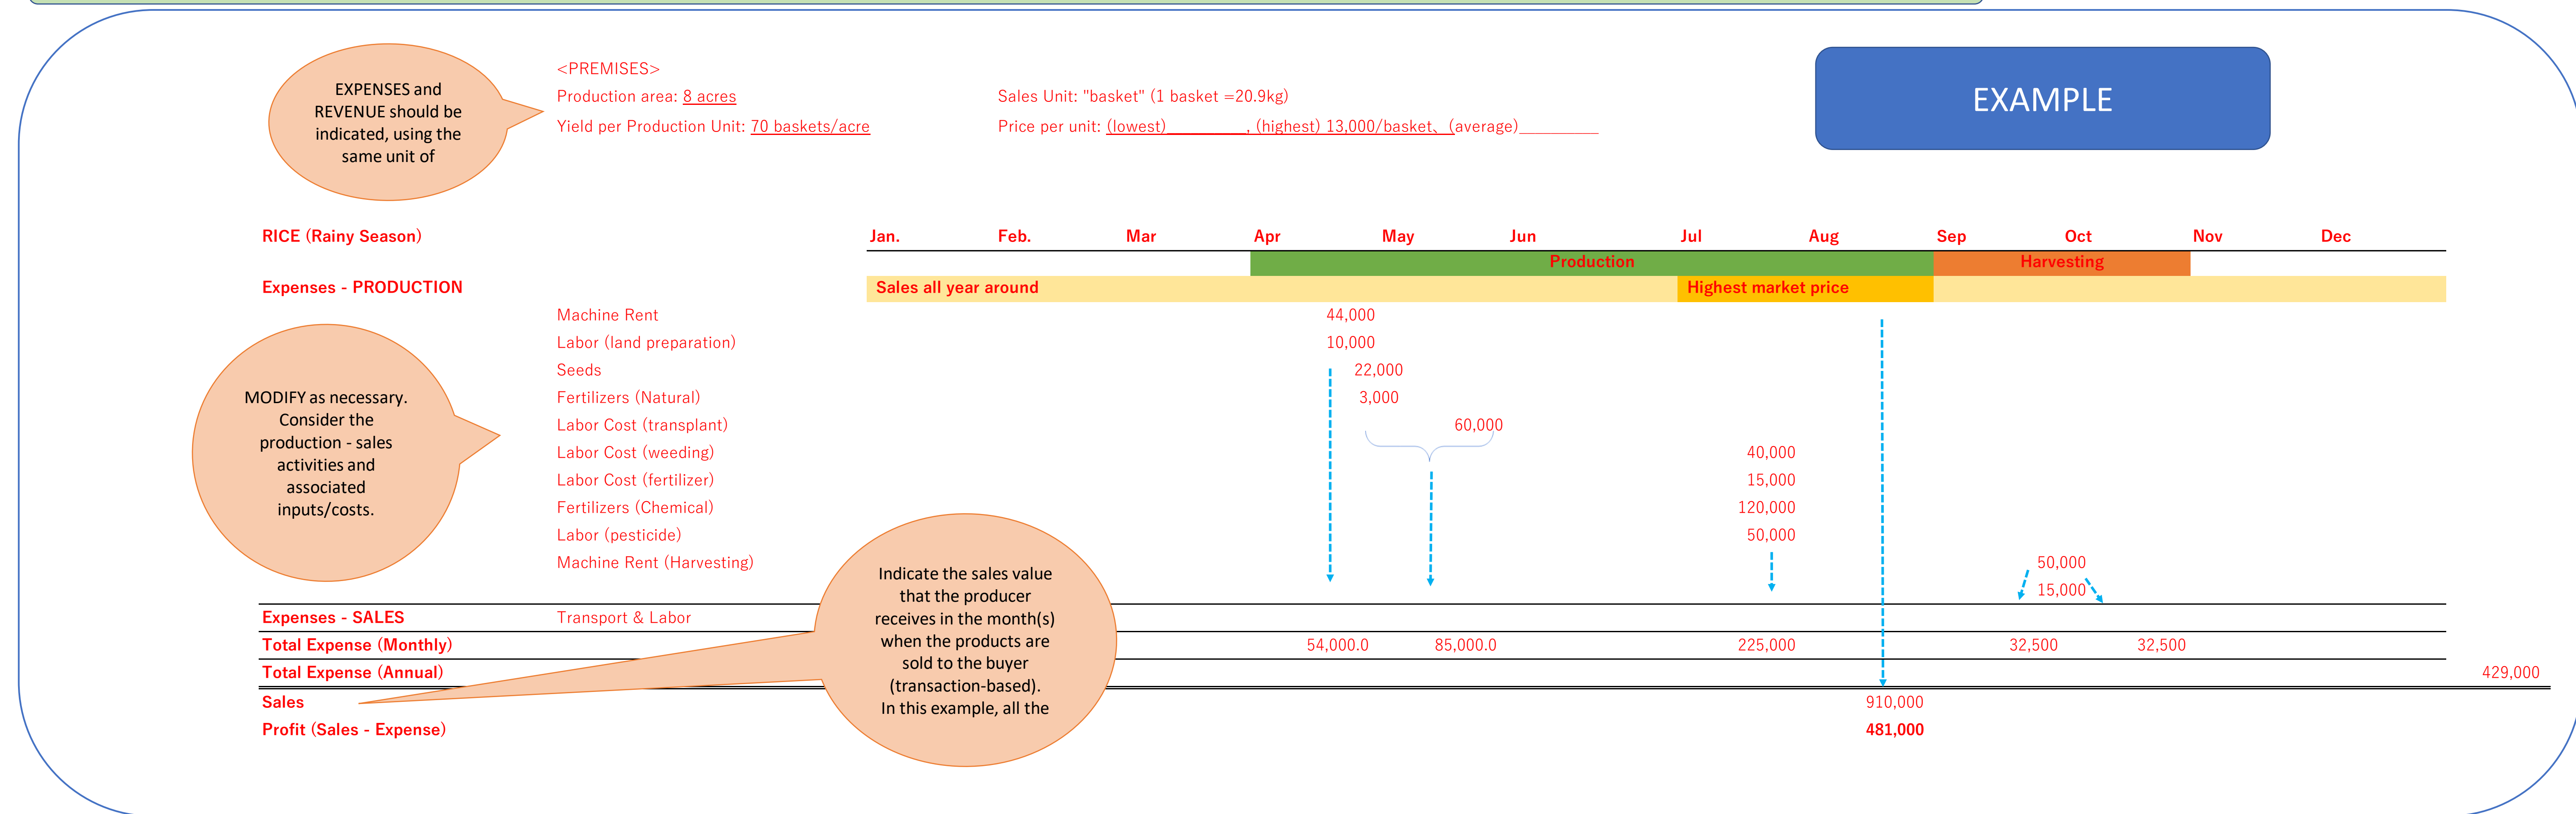 EXPENSES and
REVENUE should be
indicated, using the
same unit of
<PREMISES>
Production area: 8 acres
Yield per Production Unit: 70 baskets/acre
Sales Unit: "basket" (1 basket =20.9kg)
Price per unit: (lowest)_________, (highest) 13,000/basket、(average)_________
EXAMPLE
RICE (Rainy Season) Jan. Feb. Mar Apr May Jun Jul Aug Sep Oct Nov Dec
Production Harvesting
Expenses - PRODUCTION Sales all year around Highest market price
Machine Rent 44,000
Labor (land preparation) 10,000
Seeds 22,000
Fertilizers (Natural) 3,000
Labor Cost (transplant) 60,000
Labor Cost (weeding) 40,000
Labor Cost (fertilizer) 15,000
Fertilizers (Chemical) 120,000
Labor (pesticide) 50,000
Machine Rent (Harvesting) 50,000
15,000
MODIFY as necessary.
Consider the
production - sales
activities and
associated
inputs/costs.
Expenses - SALES Transport & Labor
Total Expense (Monthly) 54,000.0 85,000.0 225,000 32,500 32,500
Total Expense (Annual) 429,000
Sales 910,000
Profit (Sales - Expense) 481,000
Indicate the sales value
that the producer
receives in the month(s)
when the products are
sold to the buyer
(transaction-based).
In this example, all the